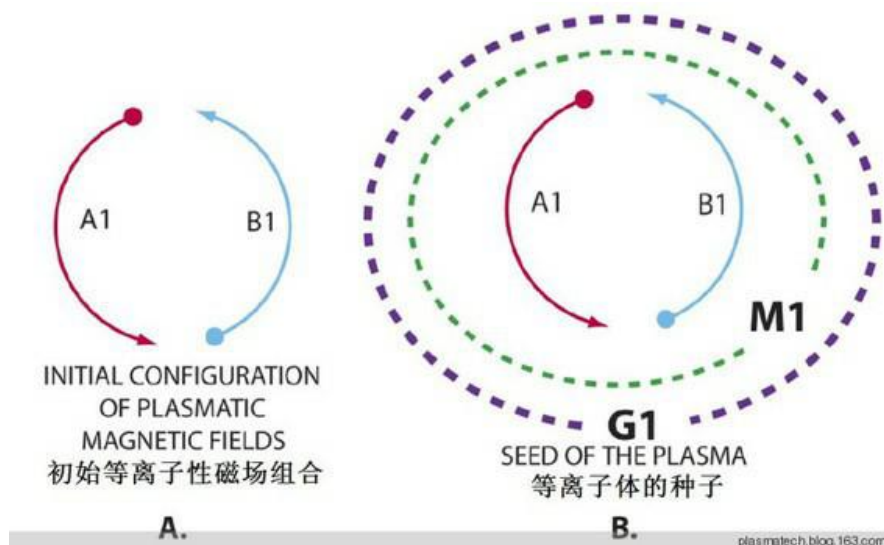 A1
B1
INITIAL CONFIGURATION
OF PLASMATIC
MAGNETIC FIELDS
初始等离子性磁场组合
A.
A1
B1
M1
G1
SEED OF THE PLASMA
等离子体的种子
B.
plasmatech.blog.163.com